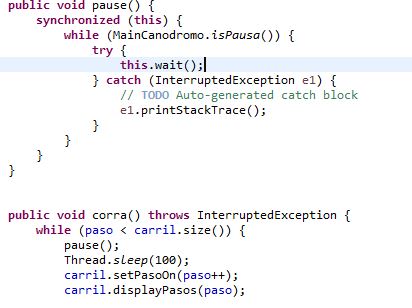 public void pause() {
synchronized (this) {
while (MainCanodromo.isPausa()) {
try {
this.wait();
} catch (InterruptedException e1) {
// TODO Auto-generated catch block
e1.printStackTrace();
}
}
}
}
public void corra() throws InterruptedException {
while (paso < carril.size()) {
pause();
Thread.sleep(100);
carril.setPasoOn(paso++);
carril.displayPasos(paso);